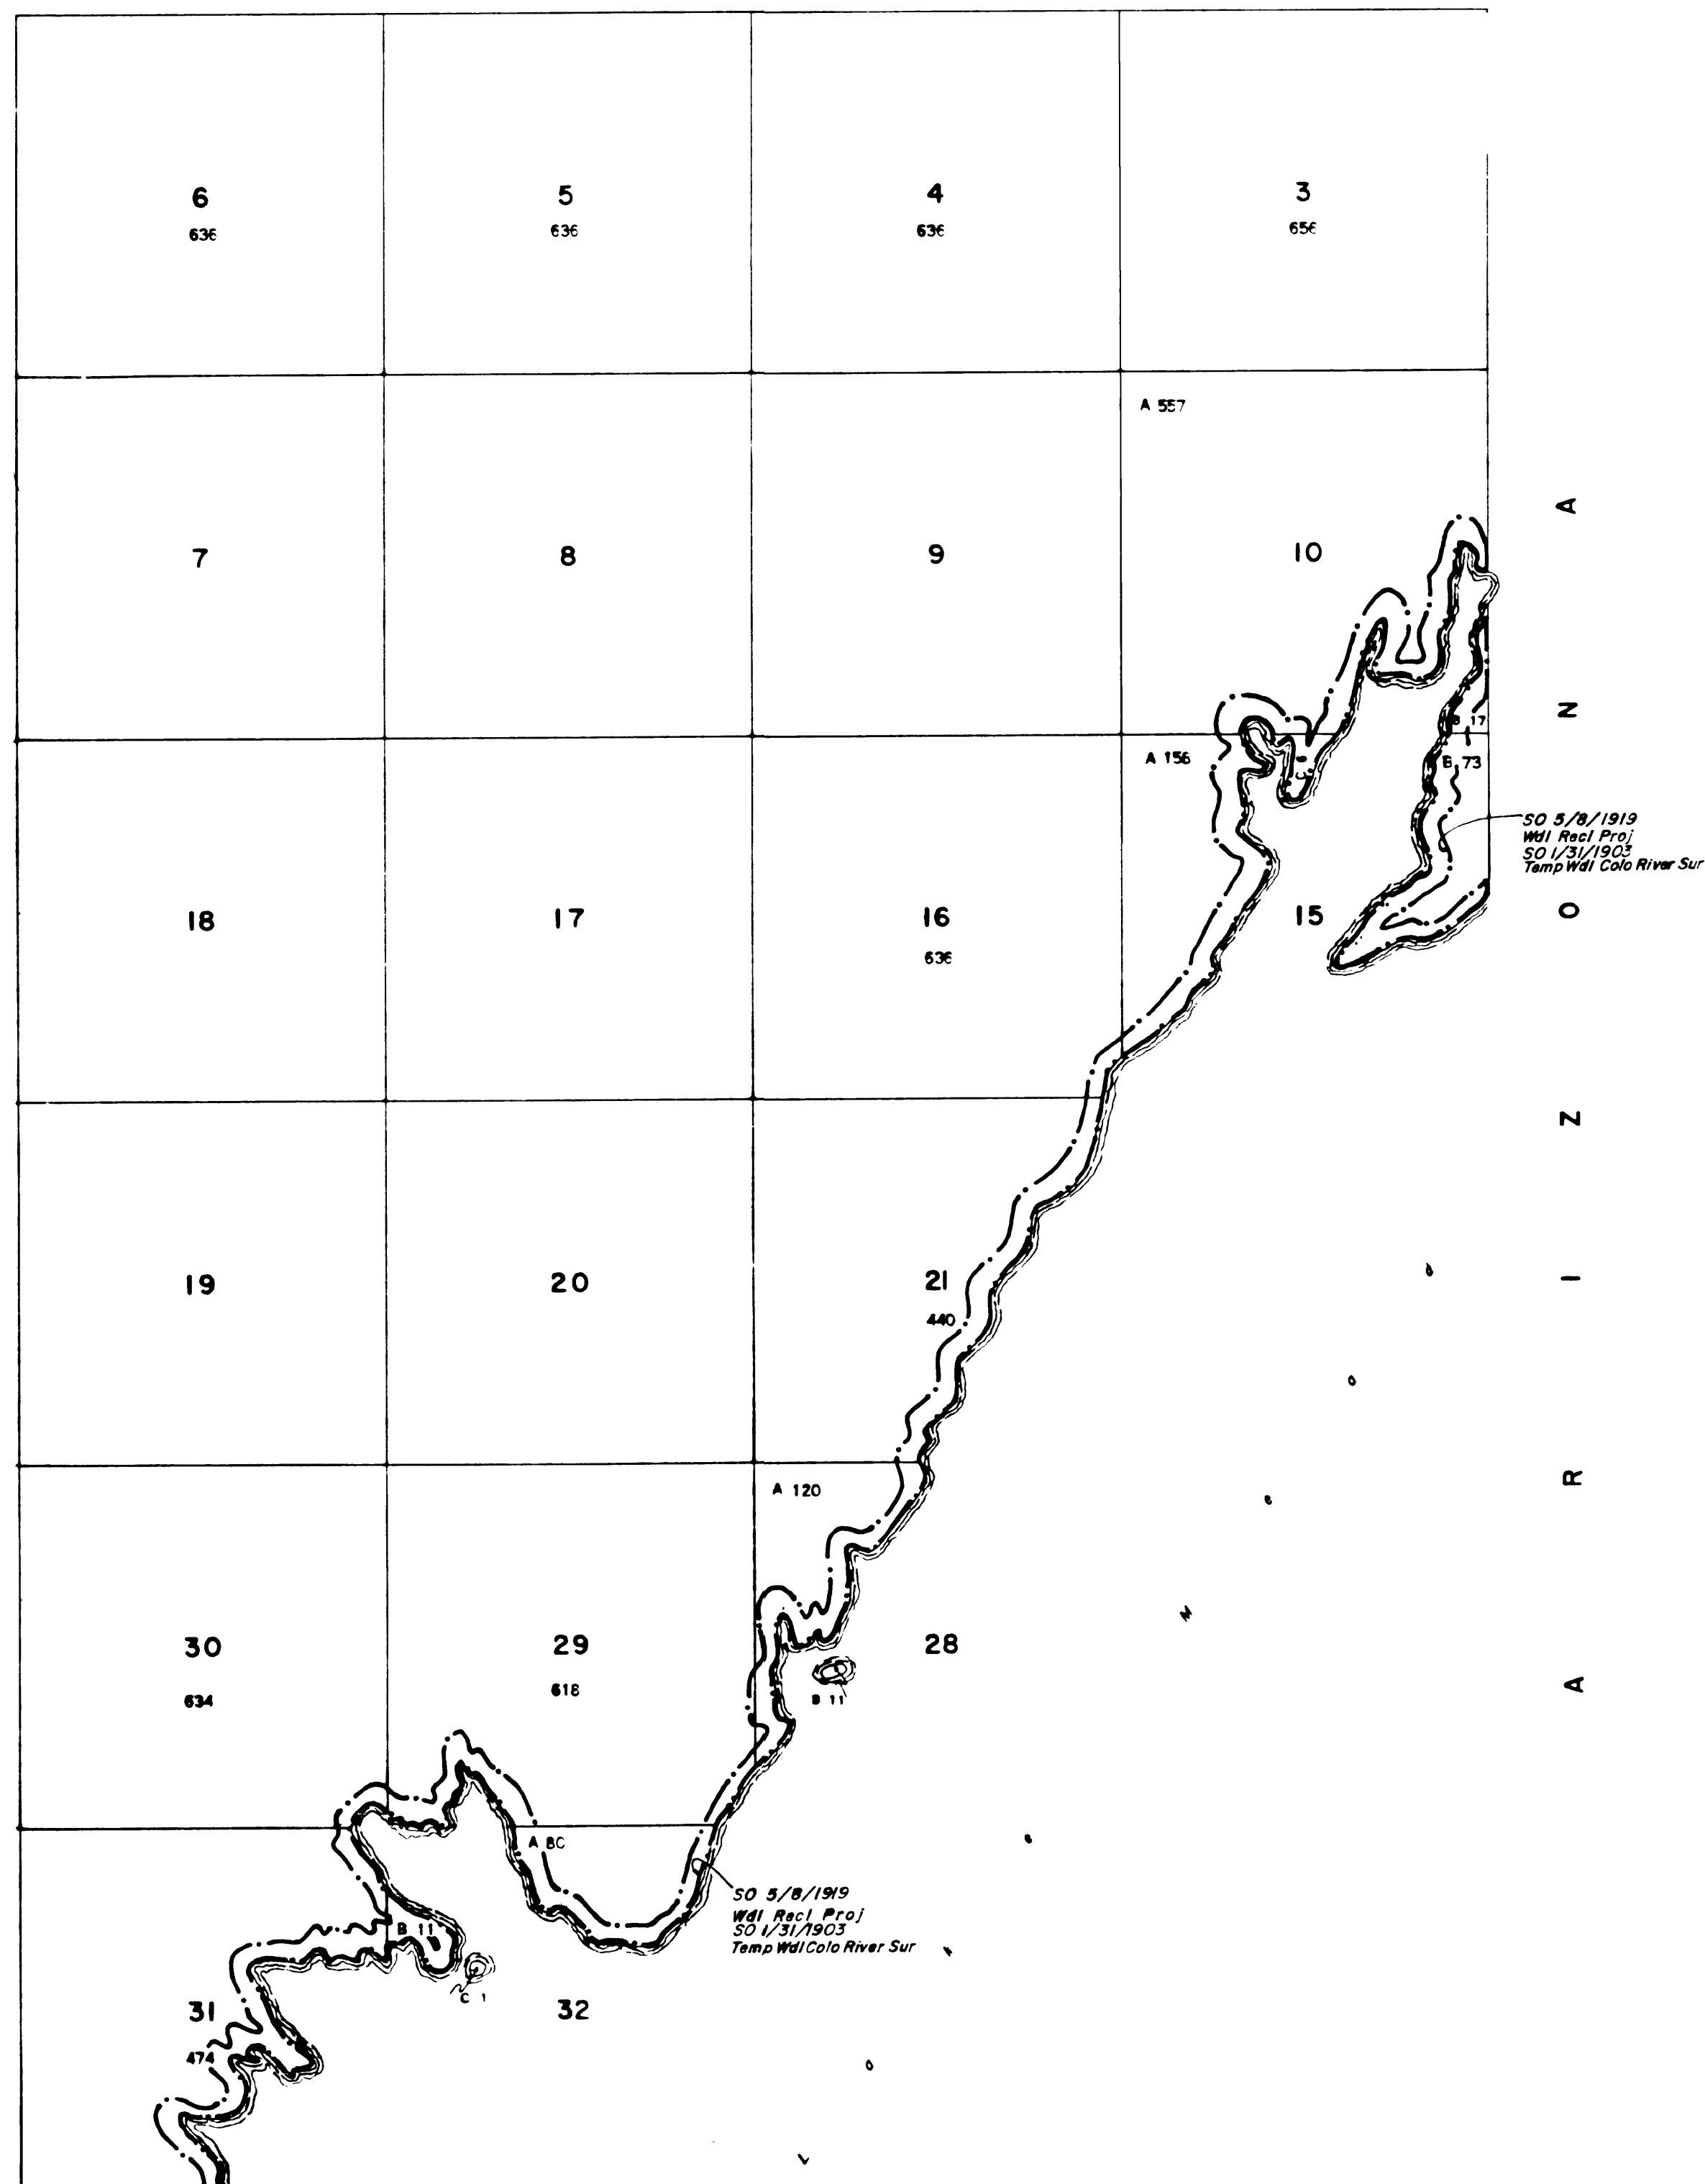 6
636
5
636
4
636
3
656
A 557
7
8
9
10
B 17
A 156
C 6
B 73
SO 5/8/1919
Wdl Recl Proj
SO 1/31/1903
Temp Wdl Colo River Sur
18
17
16
636
15
19
20
21
440
A 120
30
634
29
618
28
B 11
A 80
SO 5/8/1919
Wdl Recl Proj
SO 1/31/1903
Temp Wdl Colo River Sur
B 11
C 1
31
474
32
L o k e M e o d
A R I Z O N A